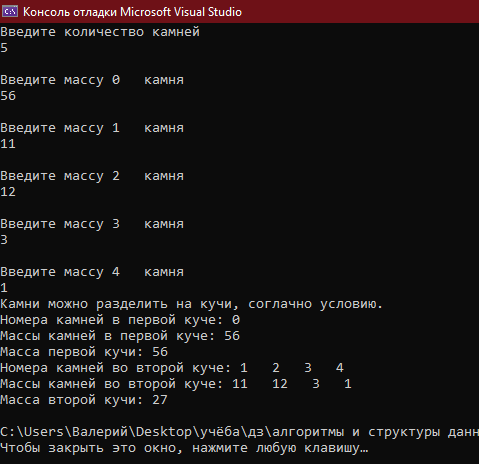 Консоль отладки Microsoft Visual Studio
Введите количество камней
5
Введите массу 0 камня
56
Введите массу 1 камня
11
Введите массу 2 камня
12
Введите массу 3 камня
3
Введите массу 4 камня
1
Камни можно разделить на кучи, соглачно условию.
Номера камней в первой куче: 0
Массы камней в первой куче: 56
Масса первой кучи: 56
Номера камней во второй куче: 1 2 3 4
Массы камней во второй куче: 11 12 3 1
Масса второй кучи: 27
C:\Users\Валерий\Desktop\учёба\дз\алгоритмы и структуры данн
Чтобы закрыть это окно, нажмите любую клавишу…